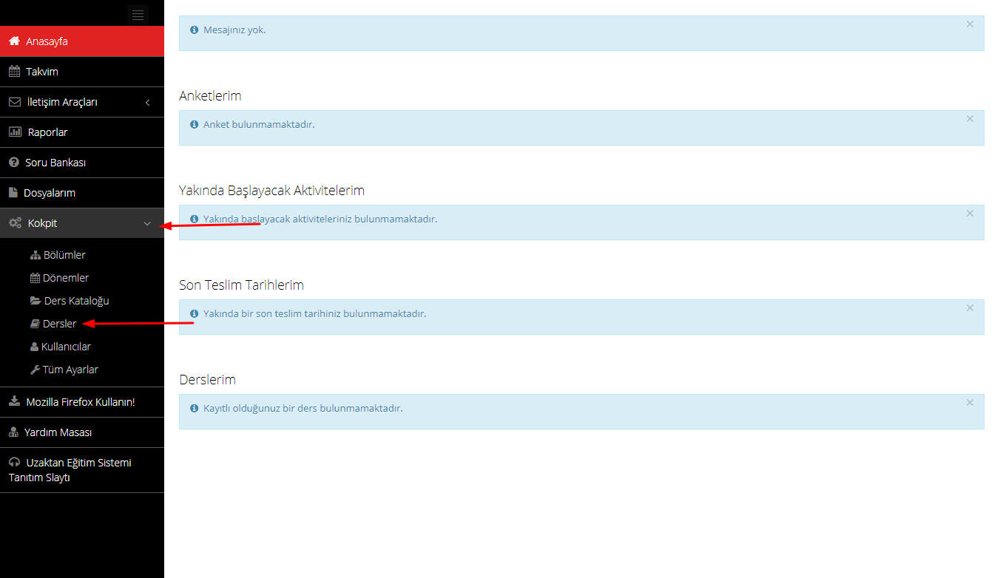 Anasayfa
Takvim
İletişim Araçları
Raporlar
Soru Bankası
Dosyalarım
Kokpit
Bölümler
Dönemler
Ders Kataloğu
Dersler
Kullanıcılar
Tüm Ayarlar
Mozilla Firefox Kullanın!
Yardım Masası
Uzaktan Eğitim Sistemi
Tanıtım Slaytı
Mesajınız yok.
Anketlerim
Anket bulunmamaktadır.
Yakında Başlayacak Aktivitelerim
Yakında başlayacak aktiviteleriniz bulunmamaktadır.
Son Teslim Tarihlerim
Yakında bir son teslim tarihiniz bulunmamaktadır.
Derslerim
Kayıtlı olduğunuz bir ders bulunmamaktadır.